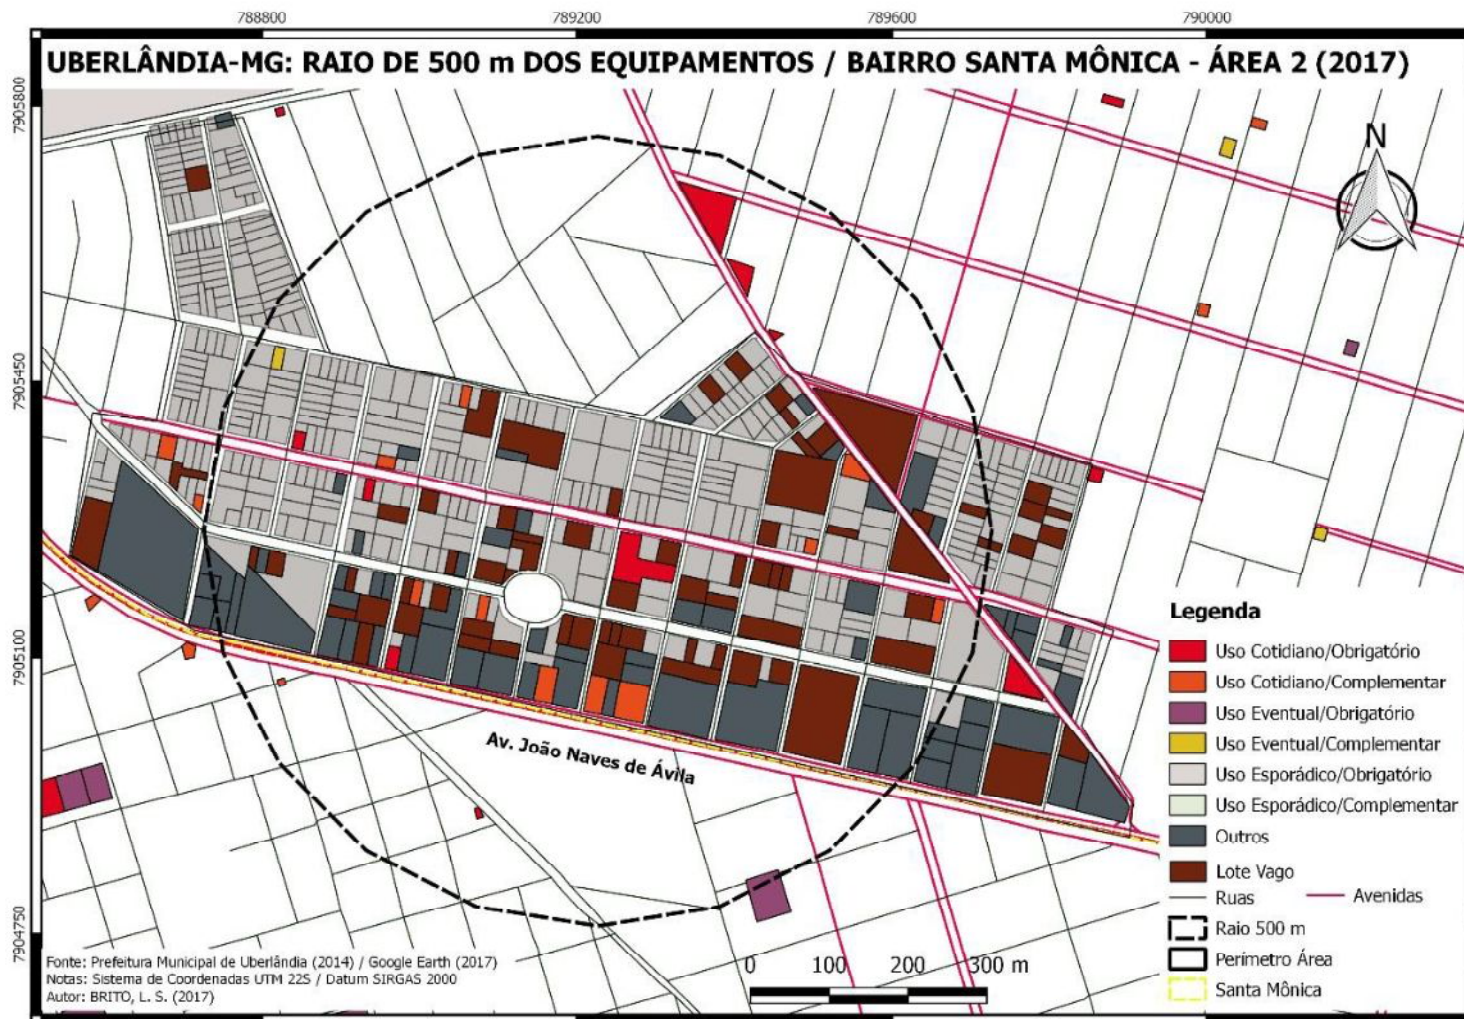 788800 789200 789600 790000
UBERLÂNDIA-MG: RAIO DE 500 m DOS EQUIPAMENTOS / BAIRRO SANTA MÔNICA - ÁREA 2 (2017)
7905800
N
7905450
7905100
7904750
Av. João Naves de Ávila
Legenda
Uso Cotidiano/Obrigatório
Uso Cotidiano/Complementar
Uso Eventual/Obrigatório
Uso Eventual/Complementar
Uso Esporádico/Obrigatório
Uso Esporádico/Complementar
Outros
Lote Vago
Ruas
Avenidas
Raio 500 m
Perímetro Área
Santa Mônica
0 100 200 300 m
Fonte: Prefeitura Municipal de Uberlândia (2014) / Google Earth (2017)
Notas: Sistema de Coordenadas UTM 22S / Datum SIRGAS 2000
Autor: BRITO, L. S. (2017)